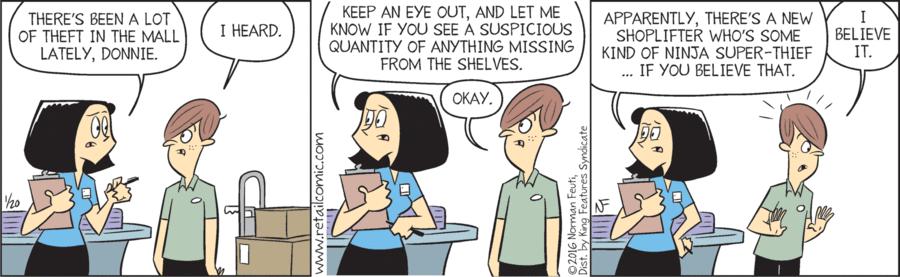 THERE'S BEEN A LOT
OF THEFT IN THE MALL
LATELY, DONNIE.
I HEARD.
1/20
KEEP AN EYE OUT, AND LET ME
KNOW IF YOU SEE A SUSPICIOUS
QUANTITY OF ANYTHING MISSING
FROM THE SHELVES.
OKAY.
www.retailcomic.com
APPARENTLY, THERE'S A NEW
SHOPLIFTER WHO'S SOME
KIND OF NINJA SUPER-THIEF
... IF YOU BELIEVE THAT.
I
BELIEVE
IT.
NF
©2016 Norman Feuti,
Dist. by King Features Syndicate